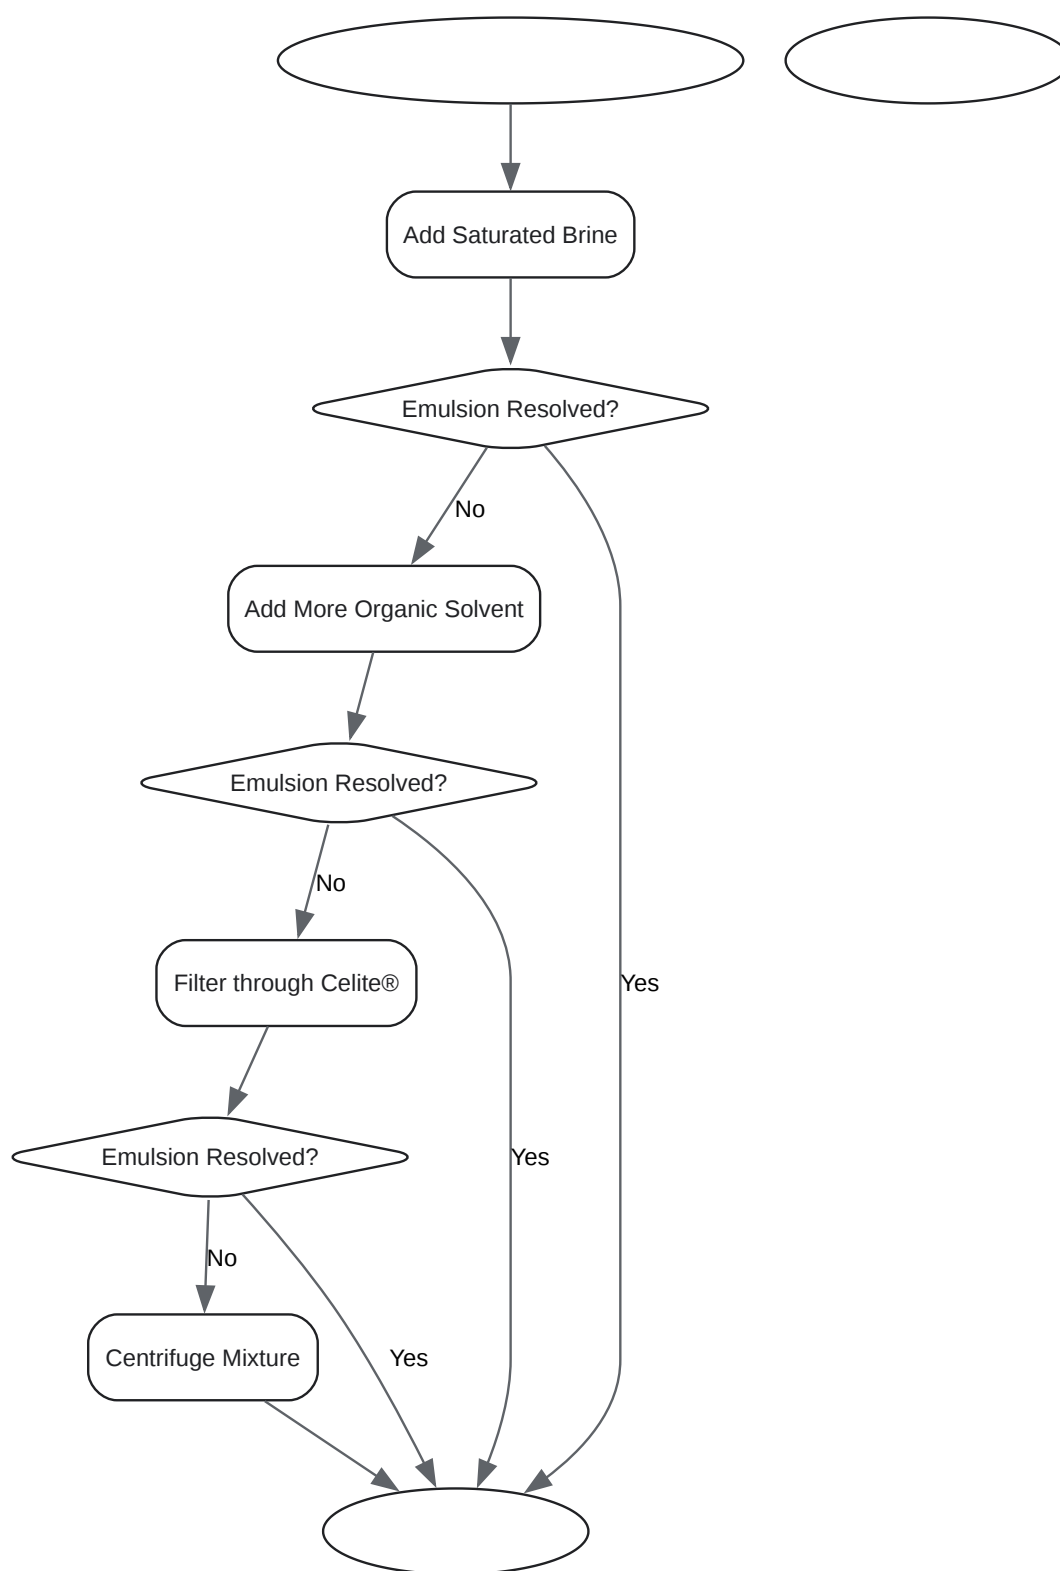 Add Saturated Brine
Emulsion Resolved?
No
Add More Organic Solvent
Emulsion Resolved?
No
Filter through Celite®
Yes
Emulsion Resolved?
Yes
No
Centrifuge Mixture
Yes